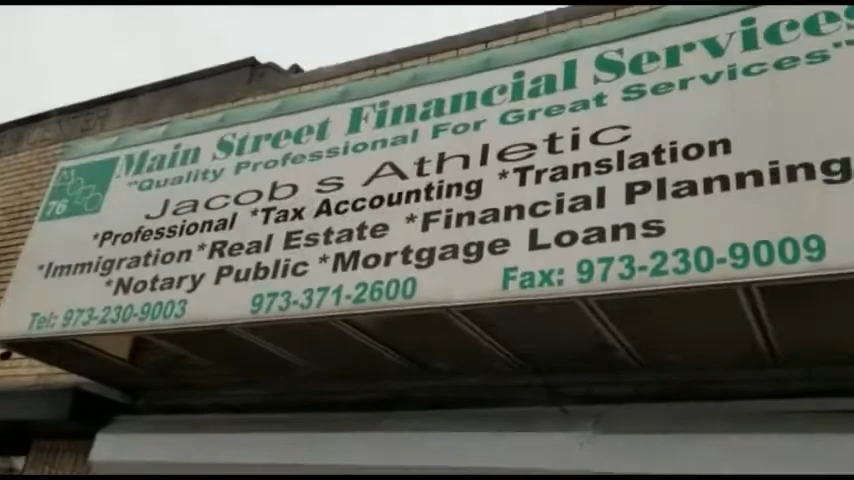 Main Street Financial Services
"Quality Professional For Great Services"
Jacob s Athletic
*Professional *Tax Accounting *Translation
*Immigration *Real Estate *Financial Planning
*Notary Public *Mortgage Loans
Tel: 973-230-9003 973-371-2600 Fax: 973-230-9009
76